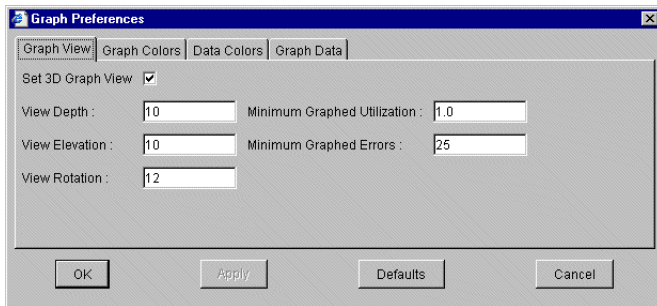 Graph Preferences
Graph View Graph Colors Data Colors Graph Data
Set 3D Graph View
View Depth : 10 Minimum Graphed Utilization : 1.0
View Elevation : 10 Minimum Graphed Errors : 25
View Rotation : 12
OK Apply Defaults Cancel